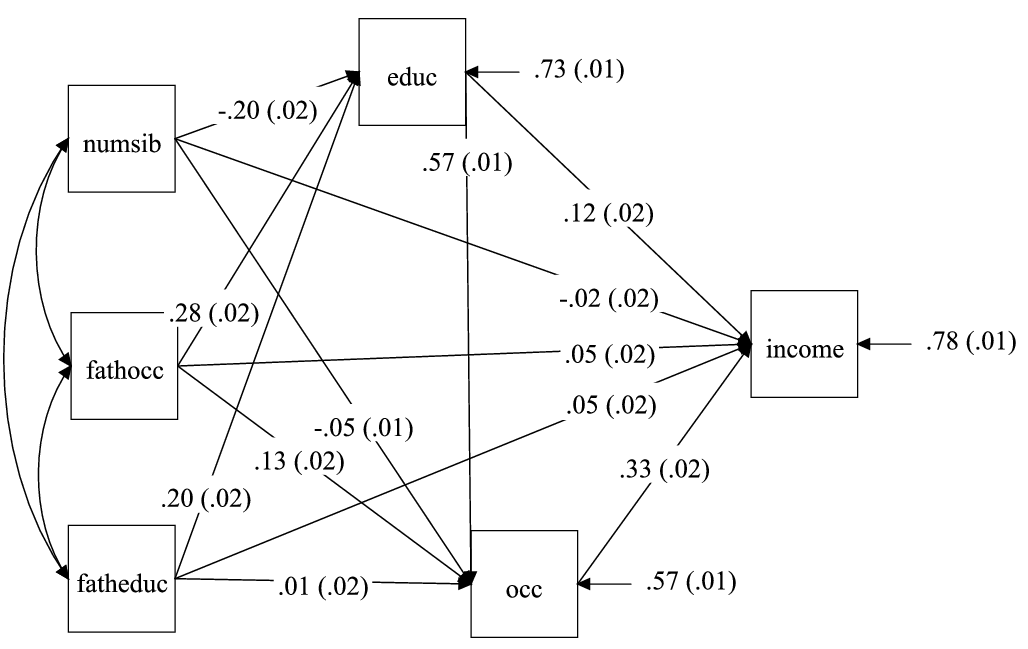 educ
.73 (.01)
-.20 (.02)
numsib
.57 (.01)
.12 (.02)
-.02 (.02)
.28 (.02)
income
.78 (.01)
.05 (.02)
fathocc
.05 (.02)
-.05 (.01)
.13 (.02)
.33 (.02)
.20 (.02)
fatheduc
.01 (.02)
occ
.57 (.01)